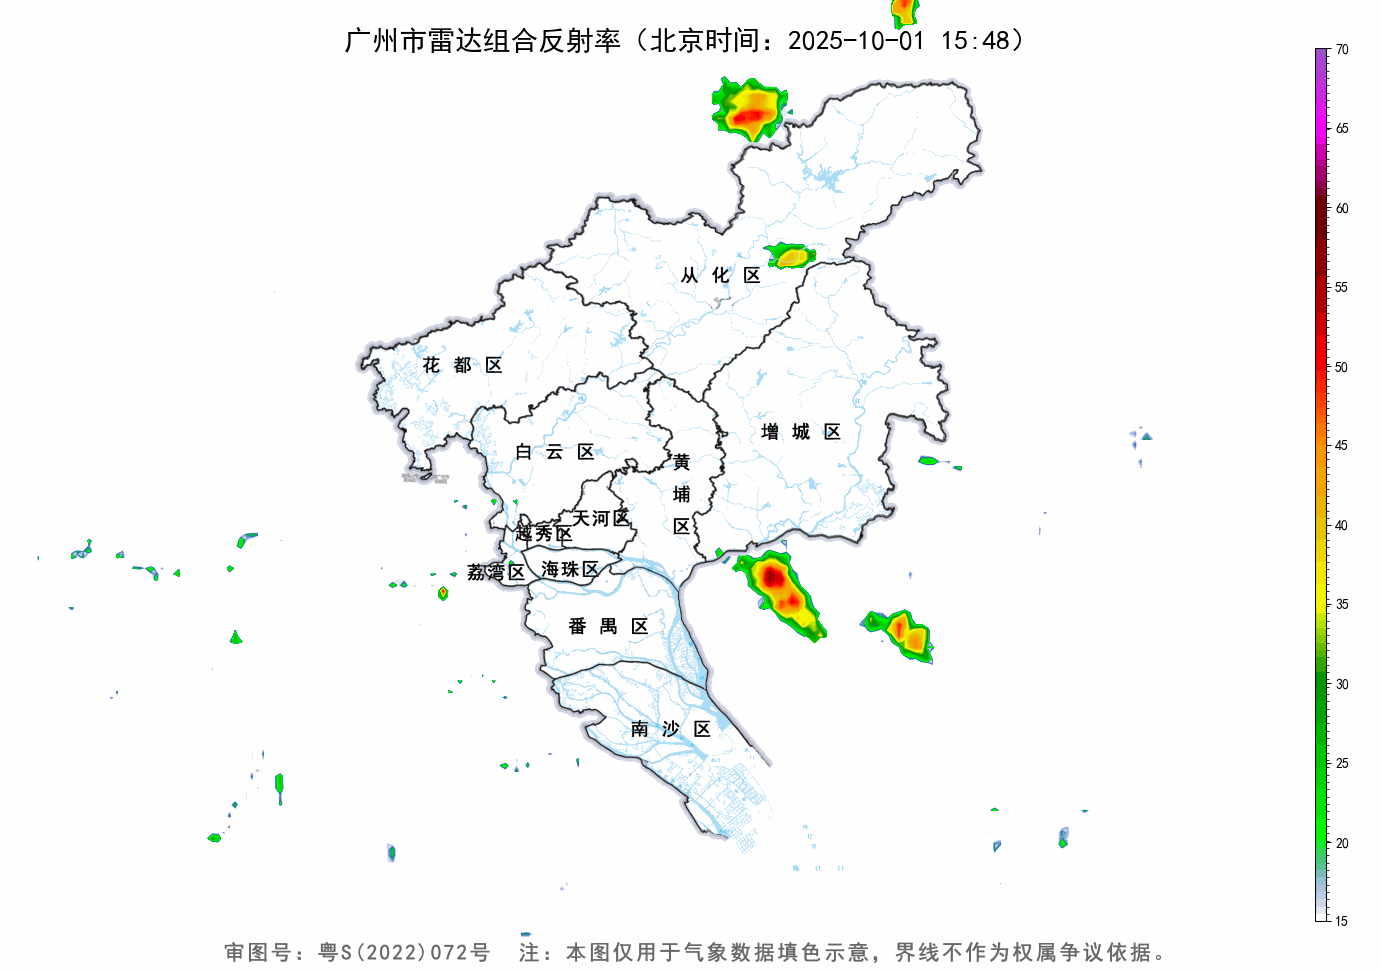 广州市雷达组合反射率（北京时间：2025-10-01 15:48）
70
65
60
55
50
45
40
35
30
25
20
15
从化区
花都区
增城区
白云区
黄埔区
天河区
越秀区
荔湾区
海珠区
番禺区
南沙区
审图号：粤S(2022)072号 注：本图仅用于气象数据填色示意，界线不作为权属争议依据。